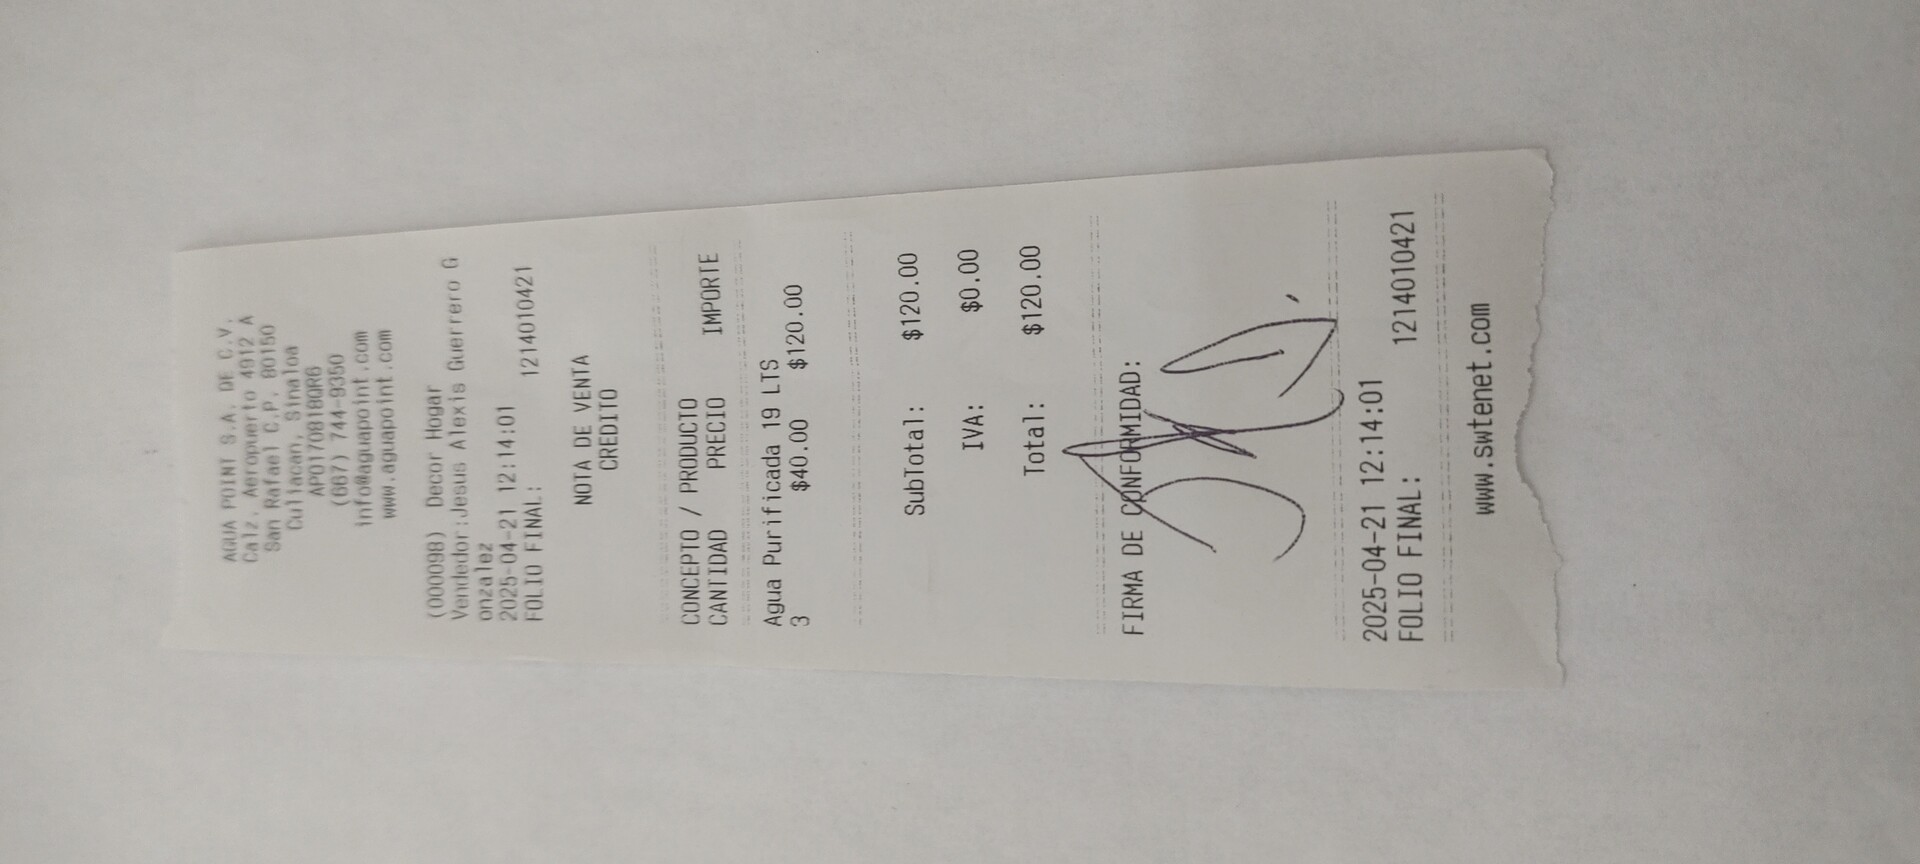 AGUA POINT S.A. DE C.V.
Calz. Aeropuerto 4912 A
San Rafael C.P. 80150
Culiacan, Sinaloa
APO170818QR6
(667) 744-9350
info@aguapoint.com
www.aguapoint.com
(000098) Decor Hogar
Vendedor:Jesus Alexis Guerrero G
onzalez
2025-04-21 12:14:01
FOLIO FINAL: 1214010421
NOTA DE VENTA
CREDITO
CONCEPTO / PRODUCTO
CANTIDAD PRECIO IMPORTE
Agua Purificada 19 LTS
3 $40.00 $120.00
SubTotal: $120.00
IVA: $0.00
Total: $120.00
FIRMA DE CONFORMIDAD:
2025-04-21 12:14:01
FOLIO FINAL: 1214010421
www.swtenet.com